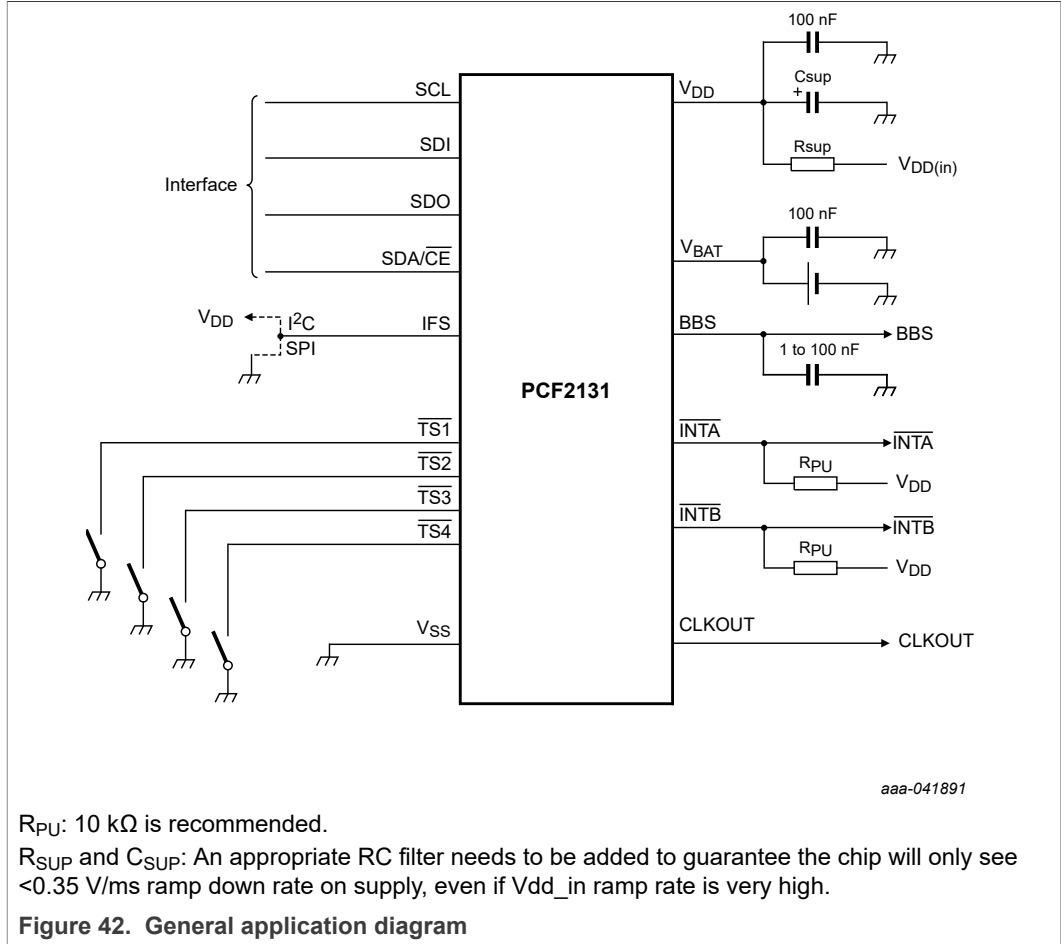 100 nF
SCL
VDD
Csup
+
SDI
Rsup
VDD(in)
Interface
SDO
100 nF
VBAT
SDA/CE
VDD
I2C
IFS
BBS
BBS
SPI
1 to 100 nF
PCF2131
TS1
INTA
INTA
TS2
RPU
VDD
TS3
INTB
INTB
TS4
RPU
VDD
VSS
CLKOUT
CLKOUT
aaa-041891
RPU: 10 kΩ is recommended.
RSUP and CSUP: An appropriate RC filter needs to be added to guarantee the chip will only see
<0.35 V/ms ramp down rate on supply, even if Vdd_in ramp rate is very high.
Figure 42. General application diagram